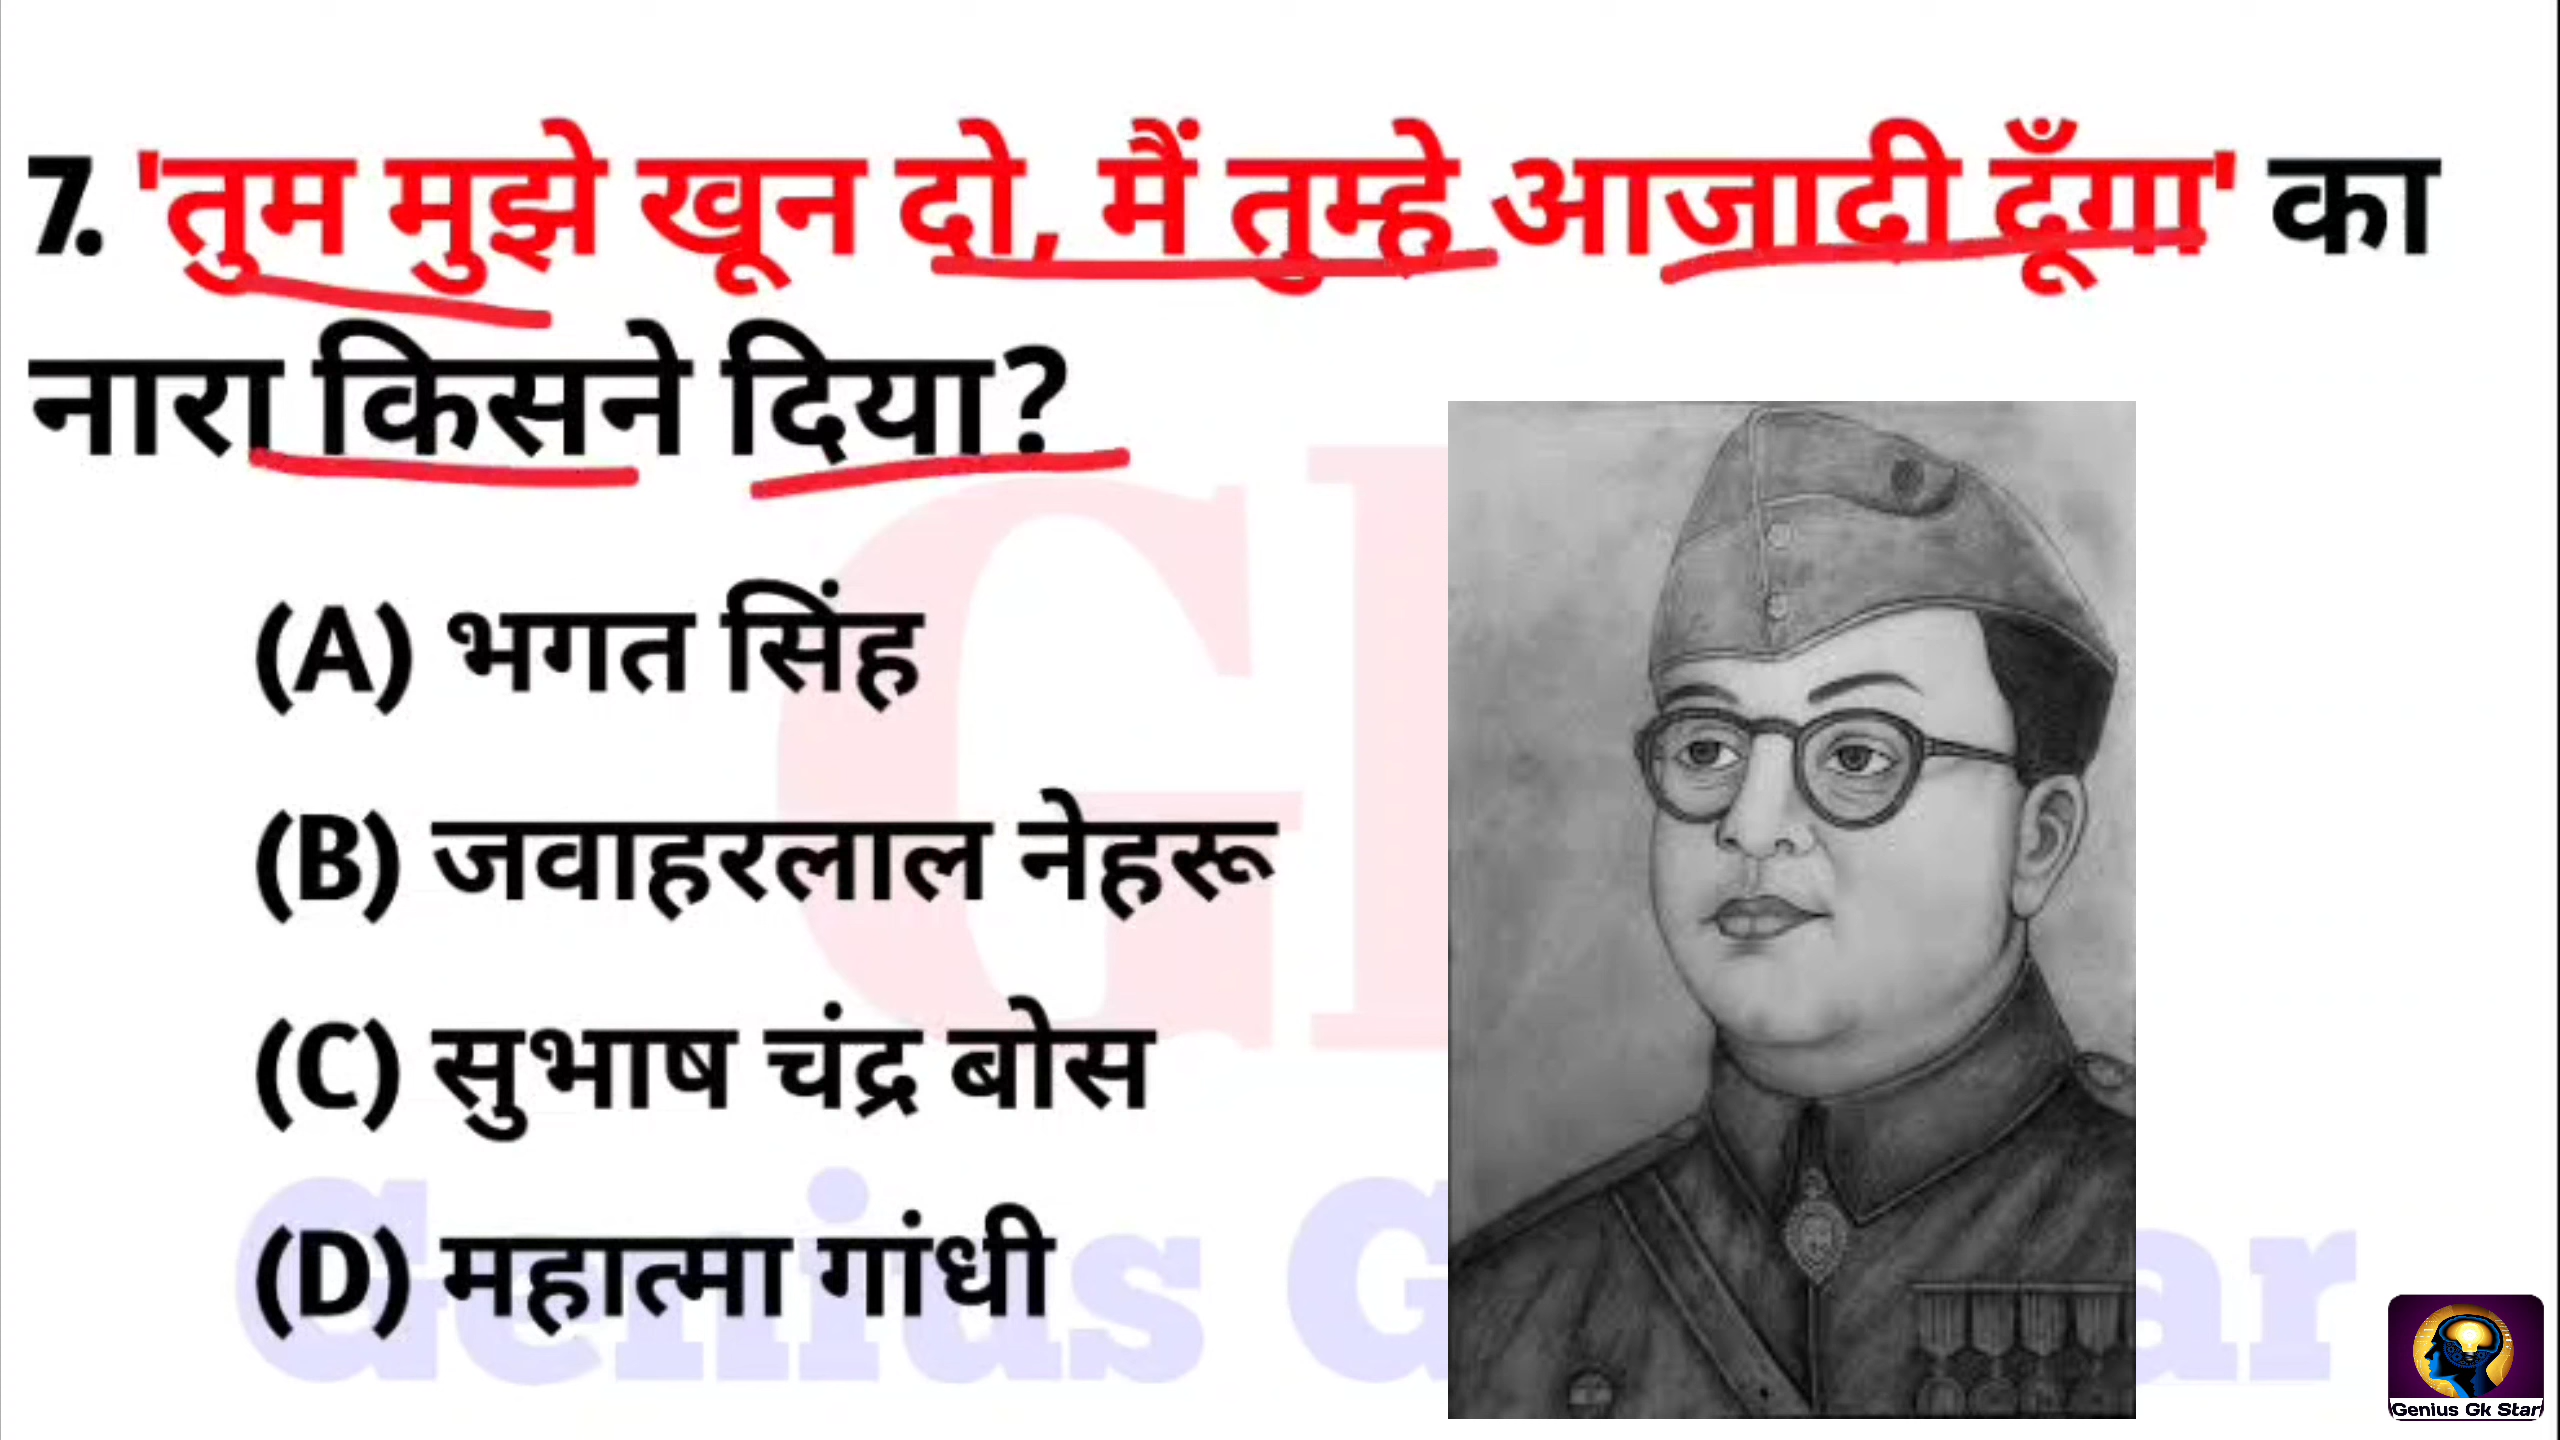 7. 'तुम मुझे खून दो, मैं तुम्हे आजादी दूँगा' का
नारा किसने दिया?
(A) भगत सिंह
(B) जवाहरलाल नेहरू
(C) सुभाष चंद्र बोस
(D) महात्मा गांधी
Genius Gk Star